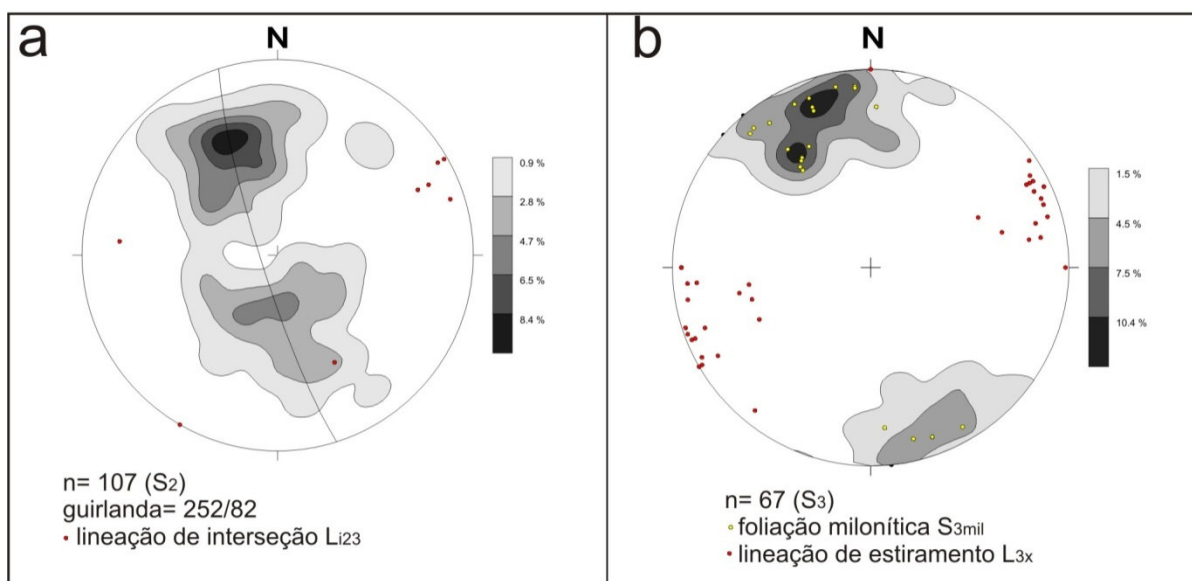 a
N
0.9 %
2.8 %
4.7 %
6.5 %
8.4 %
n= 107 (S2)
guirlanda= 252/82
lineação de interseção Li23
b
N
1.5 %
4.5 %
7.5 %
10.4 %
n= 67 (S3)
foliação milonítica S3mil
lineação de estiramento L3x